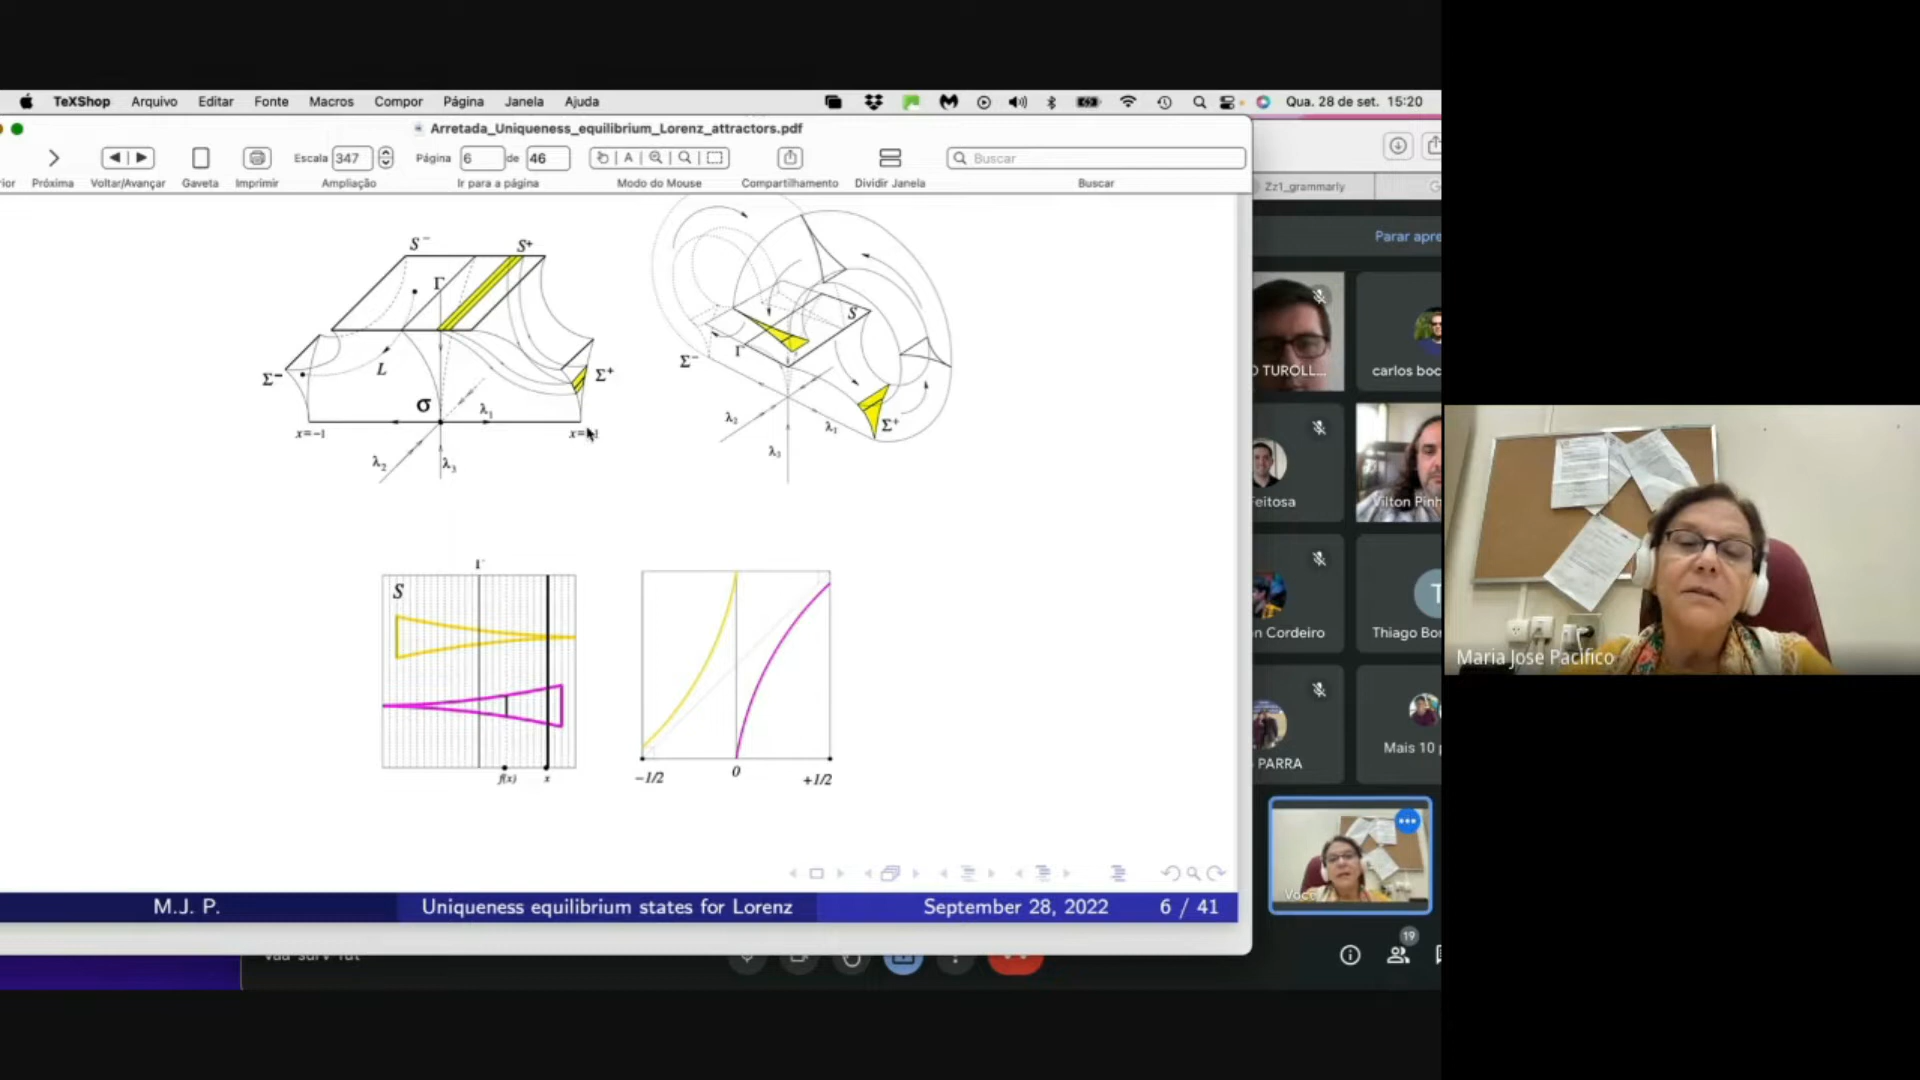 TeXShop Arquivo Editar Fonte Macros Compor Página Janela Ajuda
Qua. 28 de set. 15:20
Arretada_Uniqueness_equilibrium_Lorenz_attractors.pdf
Escala 347
Página 6 de 46
Buscar
Próxima Voltar/Avançar Gaveta Imprimir Ampliação Ir para a página Modo do Mouse Compartilhamento Dividir Janela Buscar
Zz1_grammarly
Parar apre
S⁻ S⁺
Γ
L
Σ⁻ Σ⁺
σ λ₁
x=-1
λ₂ λ₃
S
Γ
Σ⁻
Σ⁺
λ₂ λ₁
λ₃
Γ
S
f(x) x
−1/2 0 +1/2
O TUROLL...
carlos boc
Feitosa
Vilton Pinh
n Cordeiro
T
Thiago Bor
PARRA
Mais 10 p
Você
19
Maria Jose Pacifico
M.J. P. Uniqueness equilibrium states for Lorenz September 28, 2022 6 / 41